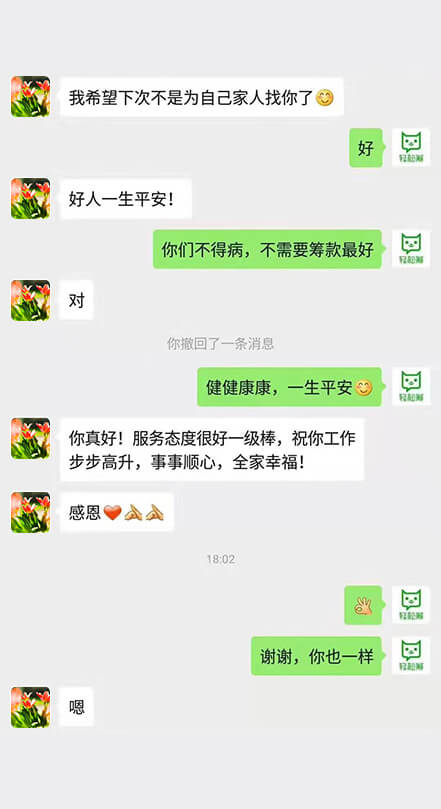 我希望下次不是为自己家人找你了😊
好
轻松筹
好人一生平安！
你们不得病，不需要筹款最好
轻松筹
对
你撤回了一条消息
健健康康，一生平安😊
轻松筹
你真好！服务态度很好一级棒，祝你工作
步步高升，事事顺心，全家幸福！
感恩❤️🙏🙏
18:02
👌
轻松筹
谢谢，你也一样
轻松筹
嗯